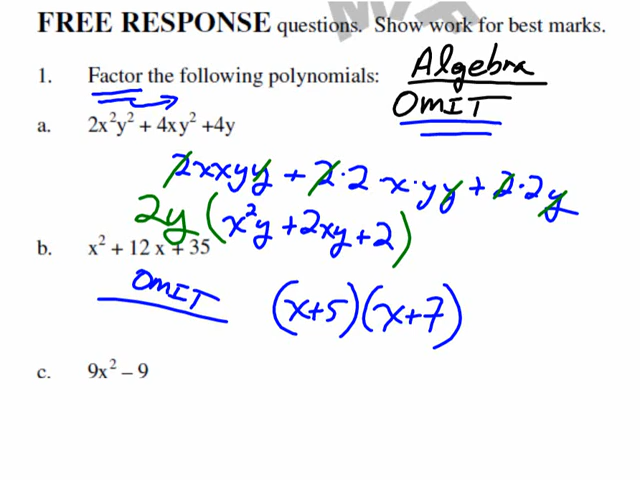 FREE RESPONSE questions. Show work for best marks.
1. Factor the following polynomials:
Algebra
OMIT
a. 2x²y² + 4xy² +4y
2xxyy + 2·2 x·yy + 2·2y
2y(x²y + 2xy + 2)
b. x² + 12 x + 35
OMIT
(x+5)(x+7)
c. 9x² – 9